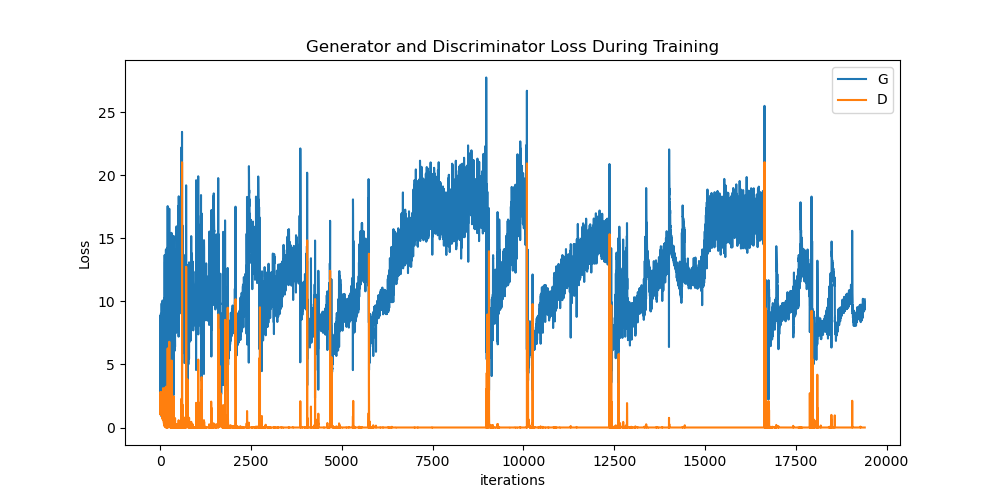 Generator and Discriminator Loss During Training
G
D
25
20
15
10
5
0
Loss
0 2500 5000 7500 10000 12500 15000 17500 20000
iterations